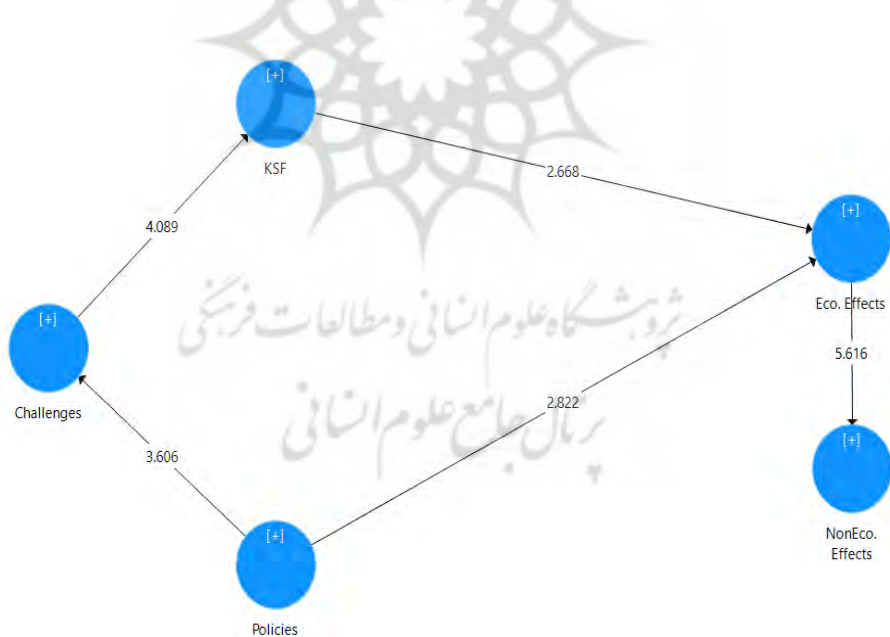 [+]
KSF
2.668
[+]
4.089
Eco. Effects
پژوهشگاه علوم انسانی و مطالعات فرهنگی
[+]
5.616
Challenges
2.822
پرتال جامع علوم انسانی
[+]
3.606
NonEco.
Effects
[+]
Policies